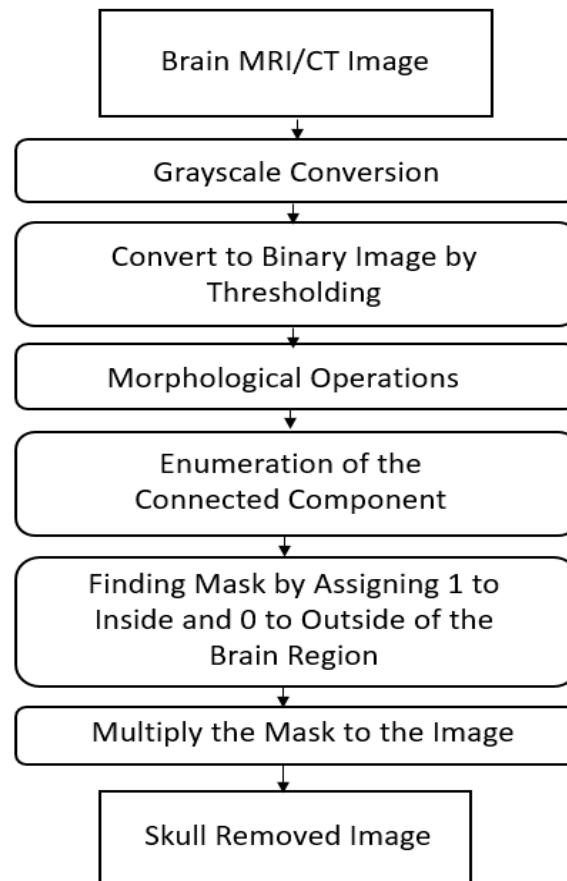 Brain MRI/CT Image
Grayscale Conversion
Convert to Binary Image by
Thresholding
Morphological Operations
Enumeration of the
Connected Component
Finding Mask by Assigning 1 to
Inside and 0 to Outside of the
Brain Region
Multiply the Mask to the Image
Skull Removed Image